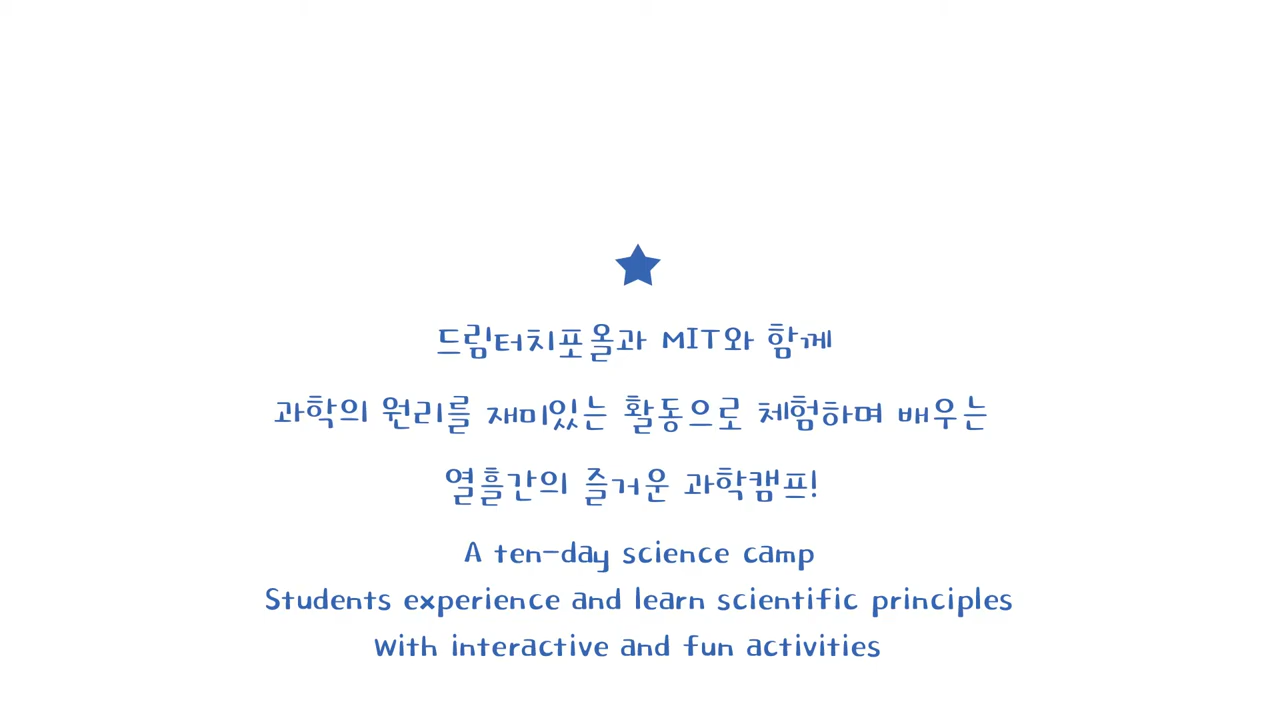 드림터치포올과 MIT와 함께
과학의 원리를 재미있는 활동으로 체험하며 배우는
열흘간의 즐거운 과학캠프!
A ten-day science camp
Students experience and learn scientific principles
with interactive and fun activities